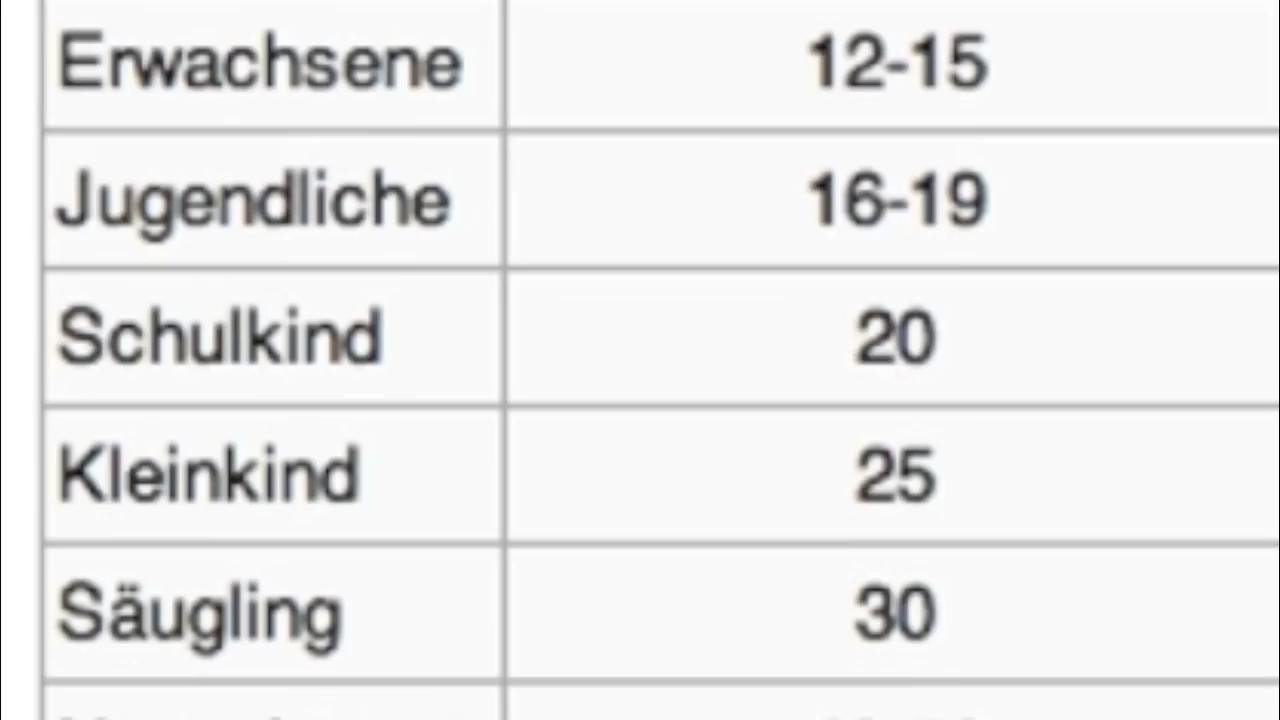 Erwachsene 12-15
Jugendliche 16-19
Schulkind 20
Kleinkind 25
Säugling 30